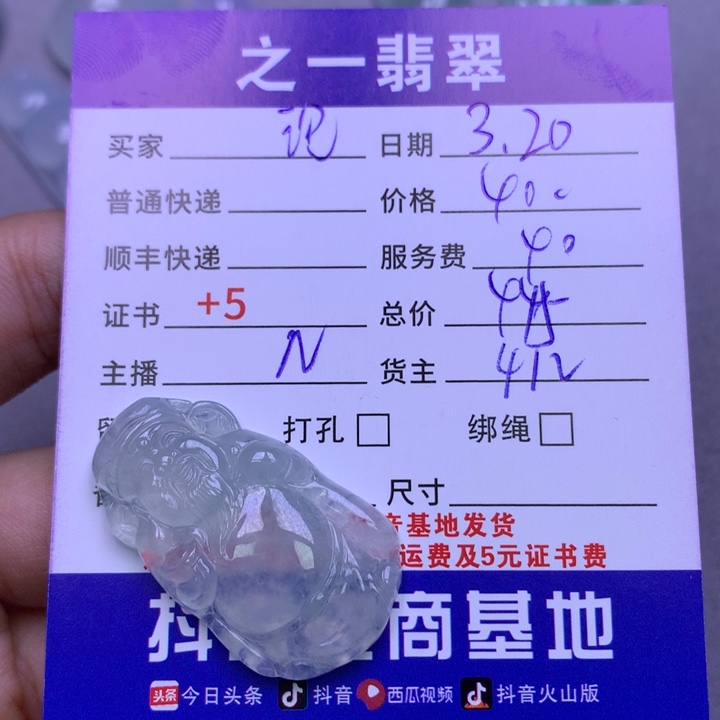 之一翡翠
买家 日期 3.20
普通快递 价格 400
顺丰快递 服务费 40
证书 +5 总价
主播 N 货主 412
打孔 绑绳
尺寸
基地发货
运费及5元证书费
抖 商基地
头条 今日头条 抖音 西瓜视频 抖音火山版